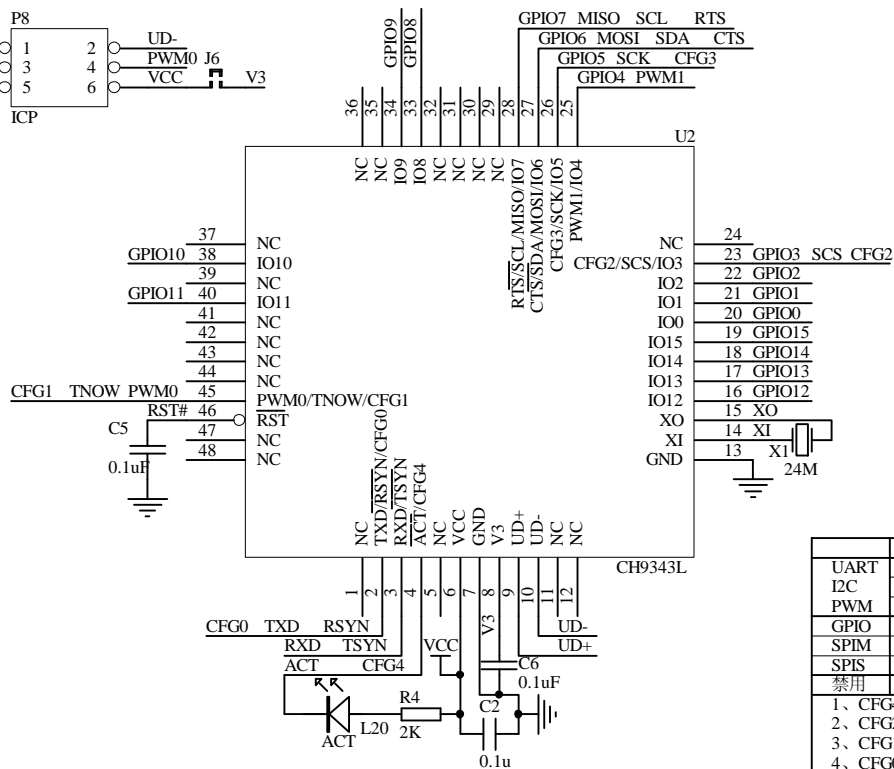 P8
1 2 UD-
3 4 PWM0
5 6 VCC J6 V3
ICP
GPIO9
GPIO8
GPIO7 MISO SCL RTS
GPIO6 MOSI SDA CTS
GPIO5 SCK CFG3
GPIO4 PWM1
36 35 34 33 32 31 30 29 28 27 26 25
U2
NC NC IO9 IO8 NC NC NC NC RTS/SCL/MISO/IO7 CTS/SDA/MOSI/IO6 CFG3/SCK/IO5 PWM1/IO4
37 NC
GPIO10 38 IO10
39 NC
GPIO11 40 IO11
41 NC
42 NC
43 NC
44 NC
CFG1 TNOW PWM0 45 PWM0/TNOW/CFG1
RST# 46 RST
47 NC
48 NC
C5
0.1uF
NC 24
CFG2/SCS/IO3 23 GPIO3 SCS CFG2
IO2 22 GPIO2
IO1 21 GPIO1
IO0 20 GPIO0
IO15 19 GPIO15
IO14 18 GPIO14
IO13 17 GPIO13
IO12 16 GPIO12
XO 15 XO
XI 14 XI
GND 13
X1
24M
NC TXD/RSYN/CFG0 RXD/TSYN ACT/CFG4 NC VCC GND V3 UD+ UD- NC NC
CH9343L
1 2 3 4 5 6 7 8 9 10 11 12
CFG0 TXD RSYN
RXD TSYN
ACT CFG4
VCC
V3
UD-
UD+
C6
0.1uF
R4
2K
L20
ACT
C2
0.1u
UART
I2C
PWM
GPIO
SPIM
SPIS
禁用
1、CFG
2、CFG
3、CFG
4、CFG